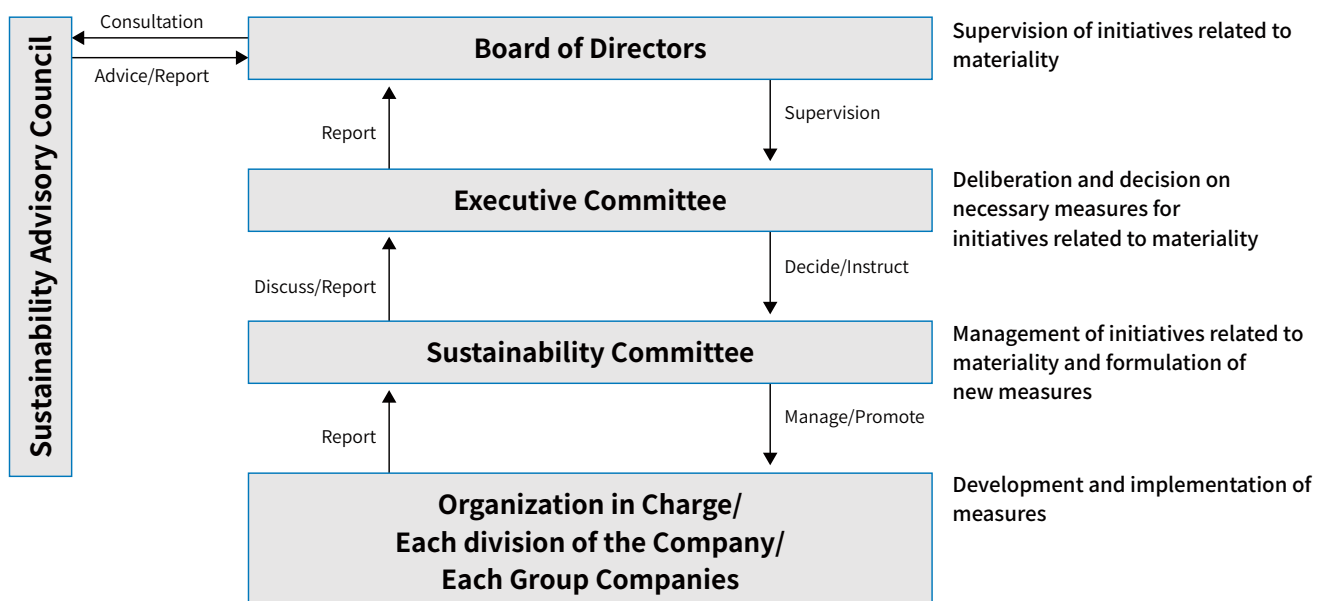 Sustainability Advisory Council
Consultation
Advice/Report
Board of Directors
Supervision of initiatives related to
materiality
Report
Supervision
Executive Committee
Deliberation and decision on
necessary measures for
initiatives related to materiality
Discuss/Report
Decide/Instruct
Sustainability Committee
Management of initiatives related to
materiality and formulation of
new measures
Report
Manage/Promote
Organization in Charge/
Each division of the Company/
Each Group Companies
Development and implementation of
measures